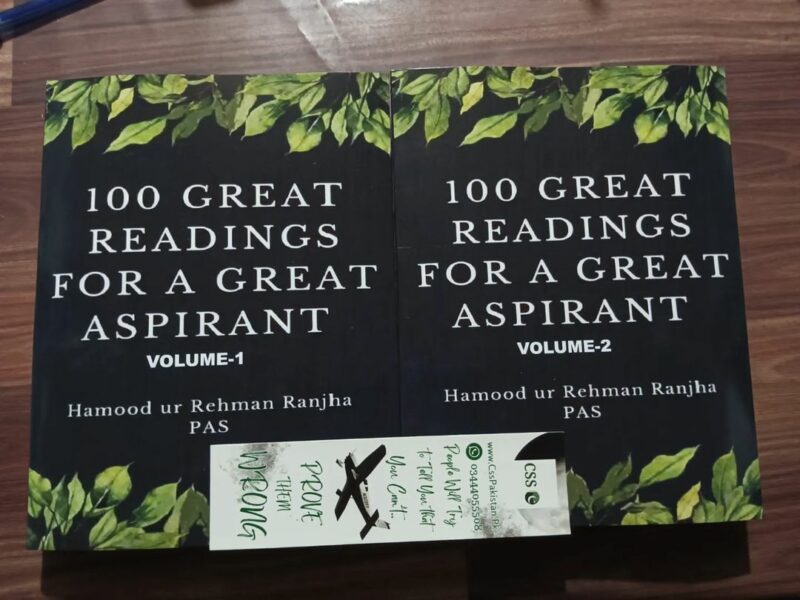 100 GREAT
READINGS
FOR A GREAT
ASPIRANT
VOLUME-1
Hamood ur Rehman Ranjha
PAS
100 GREAT
READINGS
FOR A GREAT
ASPIRANT
VOLUME-2
Hamood ur Rehman Ranjha
PAS
CSS
www.CssPakistan.Pk
03444055508
People Will Try
to Tell You that
You Can't...
PROVE
THEM
WRONG